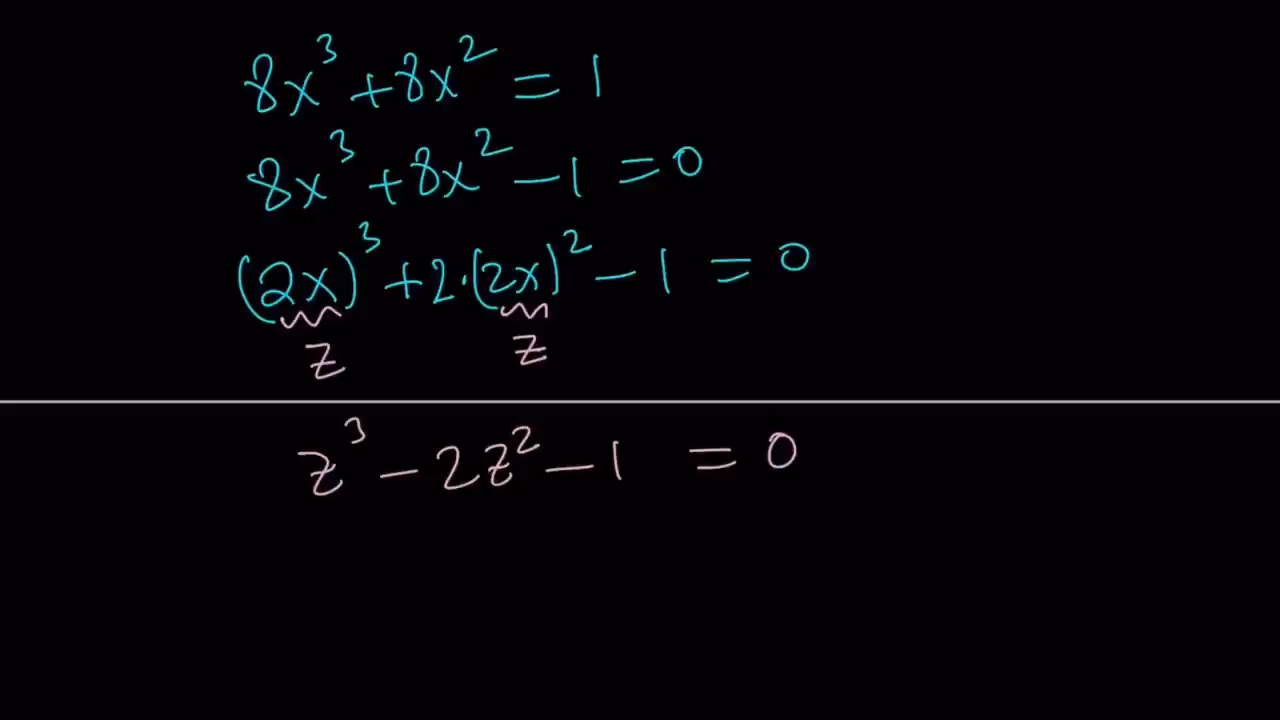 8x³ + 8x² = 1
8x³ + 8x² − 1 = 0
(2x)³ + 2·(2x)² − 1 = 0
z z
z³ − 2z² − 1 = 0